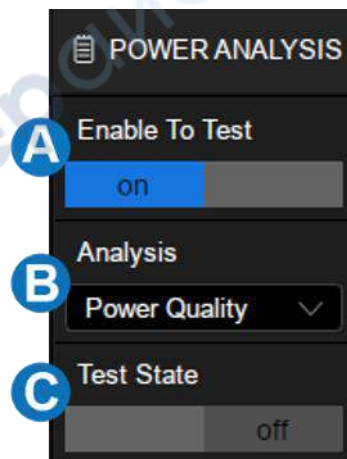 POWER ANALYSIS
A
Enable To Test
on
B
Analysis
Power Quality
C
Test State
off